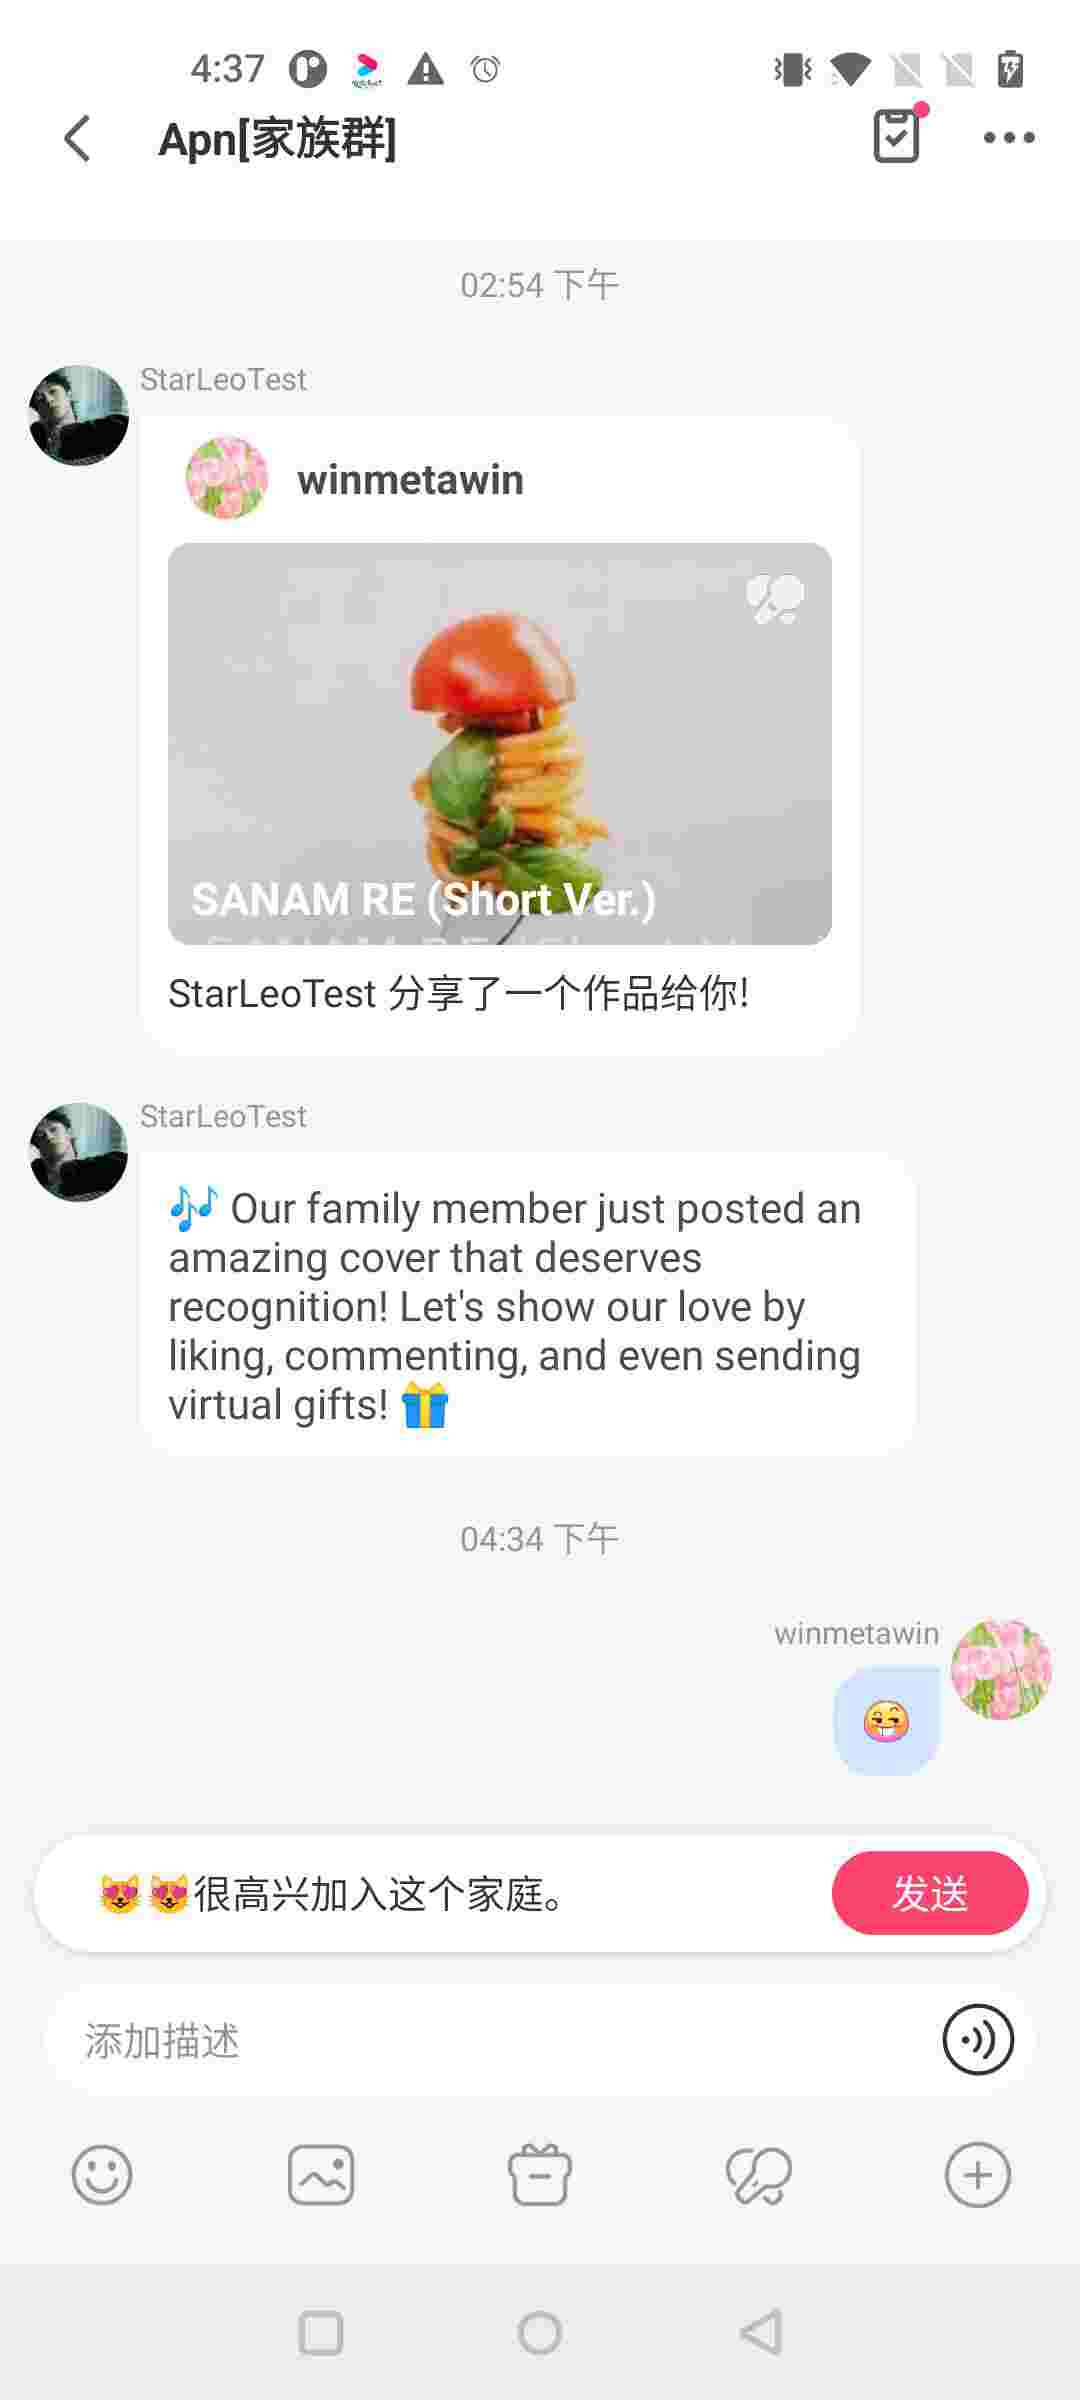 4:37
Apn[家族群]
02:54 下午
StarLeoTest
winmetawin
SANAM RE (Short Ver.)
StarLeoTest 分享了一个作品给你!
StarLeoTest
🎶 Our family member just posted an
amazing cover that deserves
recognition! Let's show our love by
liking, commenting, and even sending
virtual gifts! 🎁
04:34 下午
winmetawin
😻😻很高兴加入这个家庭。
发送
添加描述